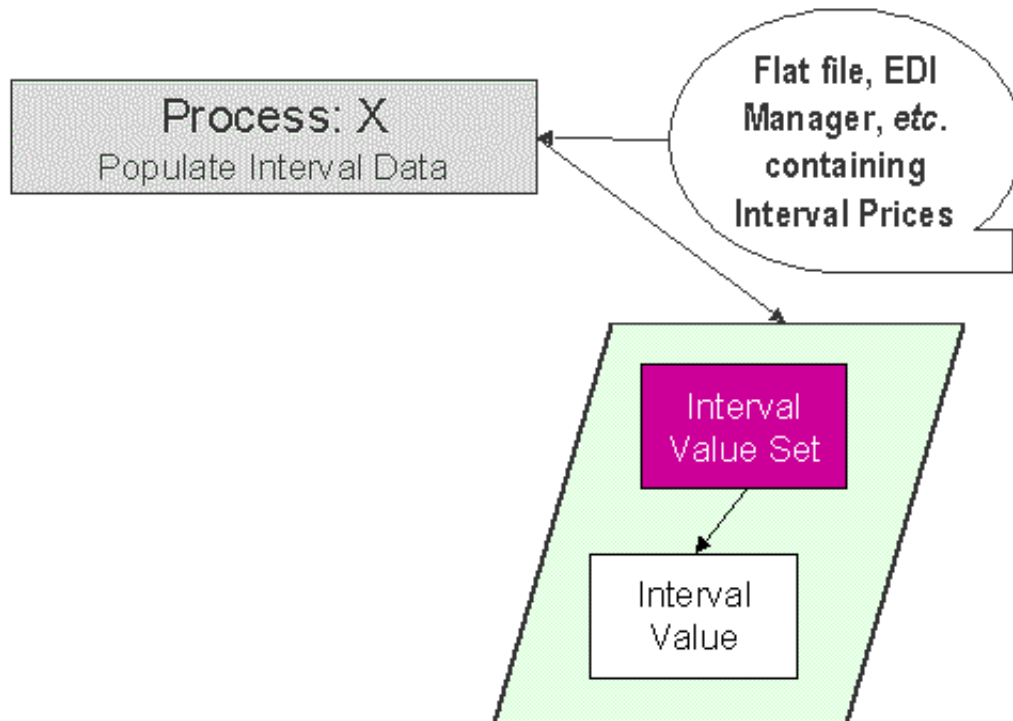 Process: X
Populate Interval Data
Flat file, EDI
Manager, etc.
containing
Interval Prices
Interval
Value Set
Interval
Value